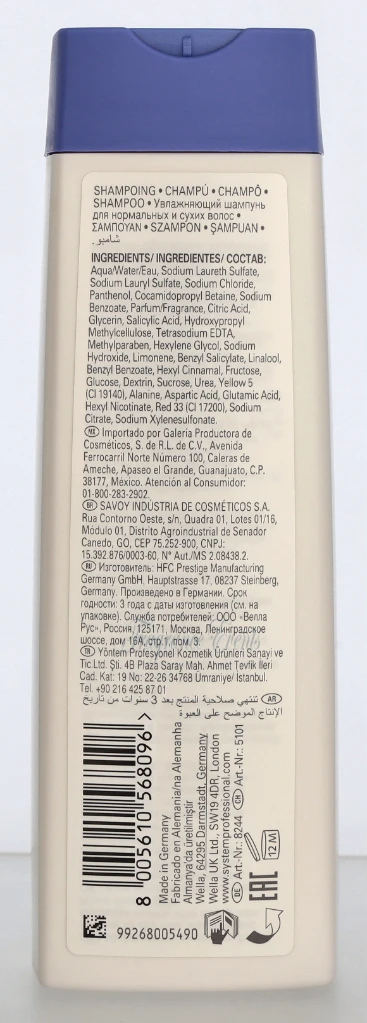 SHAMPOING • CHAMPÚ • CHAMPÔ •
SHAMPOO • Увлажняющий шампунь
для нормальных и сухих волос •
ΣΑΜΠΟΥΑΝ • SZAMPON • ŞAMPUAN •
شامبو.
INGREDIENTS/ INGREDIENTES/ COCTAB:
Aqua/Water/Eau, Sodium Laureth Sulfate,
Sodium Lauryl Sulfate, Sodium Chloride,
Panthenol, Cocamidopropyl Betaine, Sodium
Benzoate, Parfum/Fragrance, Citric Acid,
Glycerin, Salicylic Acid, Hydroxypropyl
Methylcellulose, Tetrasodium EDTA,
Methylparaben, Hexylene Glycol, Sodium
Hydroxide, Limonene, Benzyl Salicylate, Linalool,
Benzyl Benzoate, Hexyl Cinnamal, Fructose,
Glucose, Dextrin, Sucrose, Urea, Yellow 5
(CI 19140), Alanine, Aspartic Acid, Glutamic Acid,
Hexyl Nicotinate, Red 33 (CI 17200), Sodium
Citrate, Sodium Xylenesulfonate.
MX Importado por Galeria Productora de
Cosméticos, S. de R.L. de C.V., Avenida
Ferrocarril Norte Número 100, Caleras de
Ameche, Apaseo el Grande, Guanajuato, C.P.
38177, México. Atención al Consumidor:
01-800-283-2902.
BR SAVOY INDÚSTRIA DE COSMÉTICOS S.A.
Rua Contorno Oeste, s/n, Quadra 01, Lotes 01/16,
Módulo 01, Distrito Agroindustrial de Senador
Canedo, GO, CEP 75.252-900, CNPJ:
15.392.876/0003-60, N° Aut./MS 2.08438.2.
RU Изготовитель: HFC Prestige Manufacturing
Germany GmbH, Hauptstrasse 17, 08237 Steinberg,
Germany. Произведено в Германии. Срок
годности: 3 года с даты изготовления (см. на
упаковке). Служба потребителей: ООО «Велла
Рус», Россия, 125171, Москва, Ленинградское
шоссе, дом 16А, стр.1, пом. 3.
TR Yöntem Profesyonel Kozmetik Ürünleri Sanayi ve
Tic.Ltd. Şti. 4B Plaza Saray Mah. Ahmet Tevfik İleri
Cad. Kat: 19 No: 22-26 34768 Ümraniye/ İstanbul.
Tel. +90 216 425 87 01
AR تنتهي صلاحية المنتج بعد 3 سنوات من تاريخ
الإنتاج الموضح على العبوة
8 005610 568096
Made in Germany
Fabricado en Alemania/na Alemanha
Almanya'da üretilmiştir
Wella, 64295 Darmstadt, Germany
Wella UK Ltd., SW19 4DR, London
www.systemprofessional.com
DE Art.-Nr.: 8244 CH Art.-Nr.: 5101
12 M
EAC
99268005490